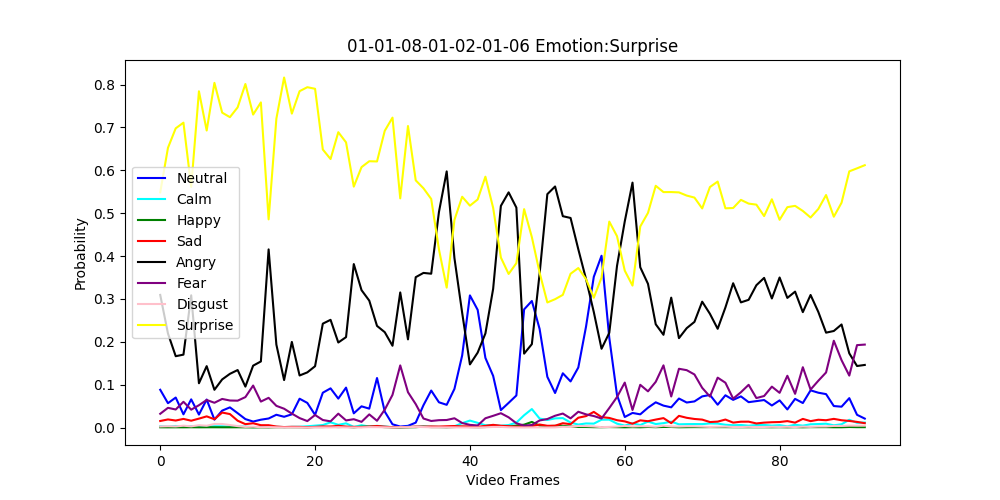 01-01-08-01-02-01-06 Emotion:Surprise
Probability
0.8
0.7
0.6
0.5
0.4
0.3
0.2
0.1
0.0
Neutral
Calm
Happy
Sad
Angry
Fear
Disgust
Surprise
0 20 40 60 80
Video Frames